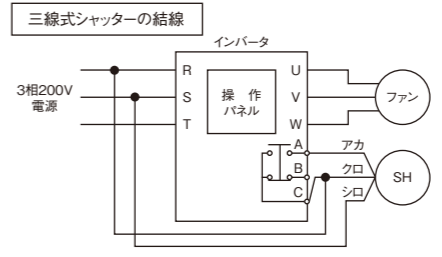 三線式シャッターの結線
インバータ
3相200V
電源
R
S
T
操 作
パネル
U
V
W
ファン
A
B
C
アカ
クロ
シロ
SH